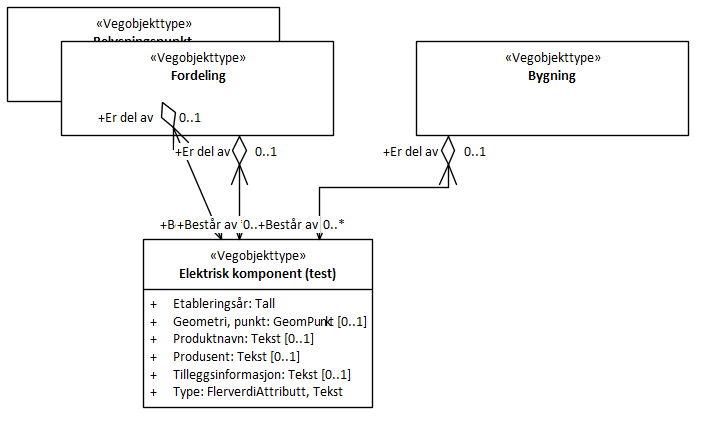 «Vegobjekttype»
Belysningspunkt
«Vegobjekttype»
Fordeling
«Vegobjekttype»
Bygning
+Er del av 0..1
+Er del av 0..1
+Er del av 0..1
+B
+Består av 0..
+Består av 0..*
«Vegobjekttype»
Elektrisk komponent (test)
+ Etableringsår: Tall
+ Geometri, punkt: GeomPunkt [0..1]
+ Produktnavn: Tekst [0..1]
+ Produsent: Tekst [0..1]
+ Tilleggsinformasjon: Tekst [0..1]
+ Type: FlerverdiAttributt, Tekst